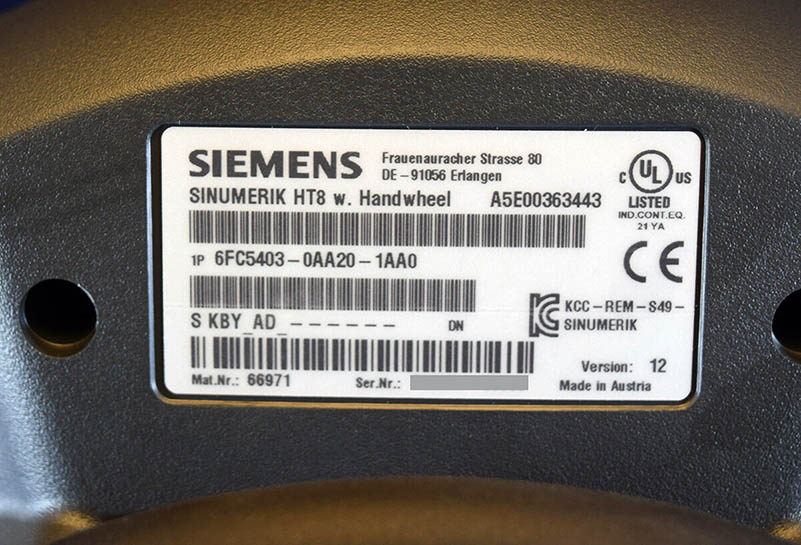 SIEMENS
Frauenauracher Strasse 80
DE-91056 Erlangen
SINUMERIK HT8 w. Handwheel A5E00363443
1P 6FC5403-0AA20-1AA0
S KBY_AD_------ DN
Mat.Nr.: 66971 Ser.Nr.:
C UL US
LISTED
IND.CONT.EQ.
21 YA
CE
KCC-REM-S49-
SINUMERIK
Version: 12
Made in Austria